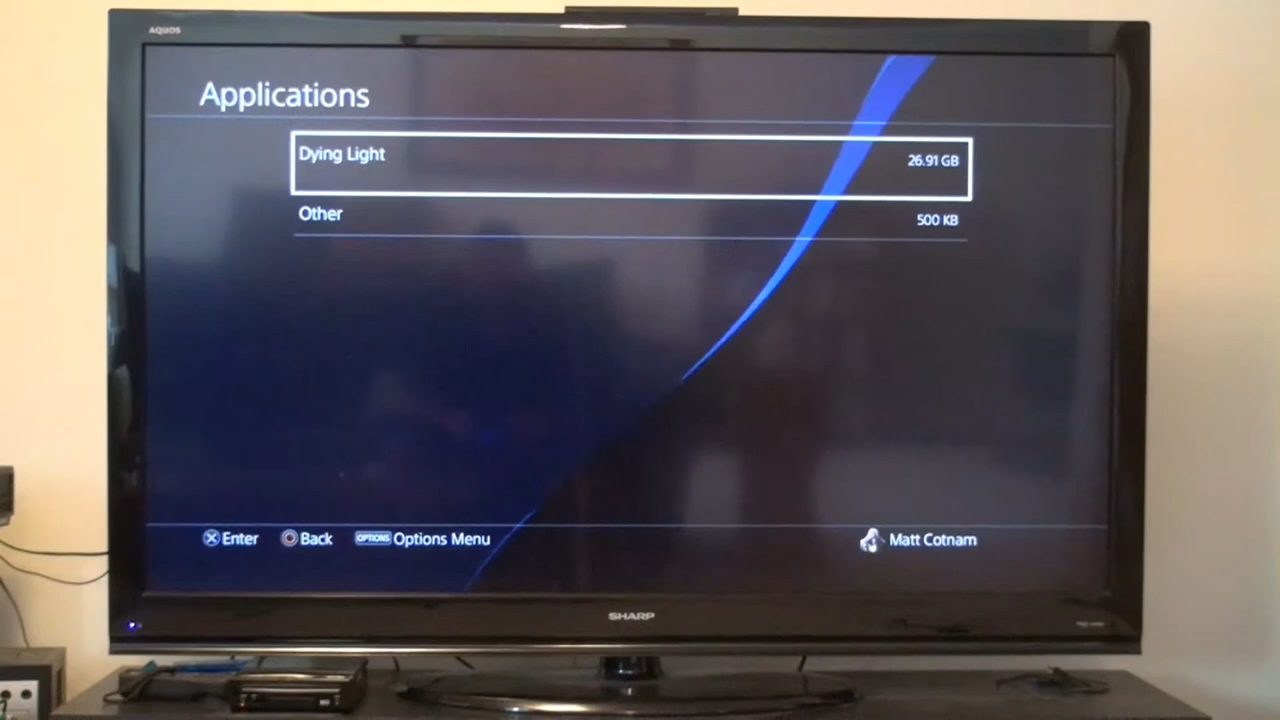 AQUOS
Applications
Dying Light 26.91 GB
Other 500 KB
Enter Back OPTIONS Options Menu Matt Cotnam
SHARP